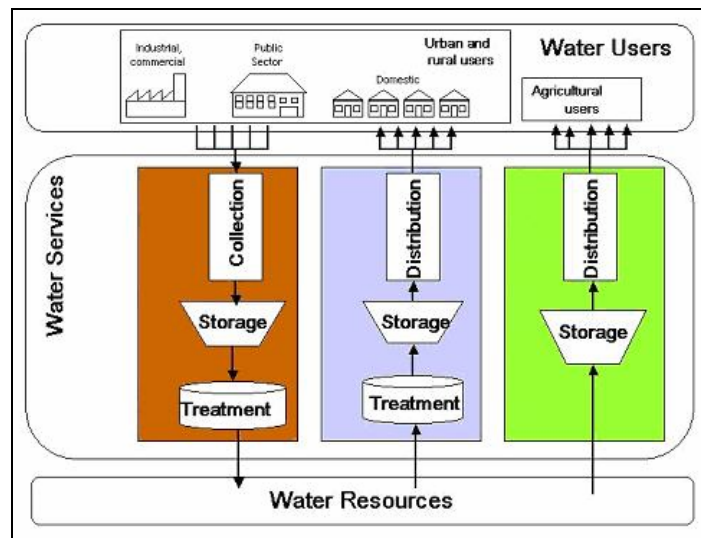 Industrial,
commercial
Public
Sector
Urban and
rural users
Domestic
Water Users
Agricultural
users
Water Services
Collection
Storage
Treatment
Distribution
Storage
Treatment
Distribution
Storage
Water Resources